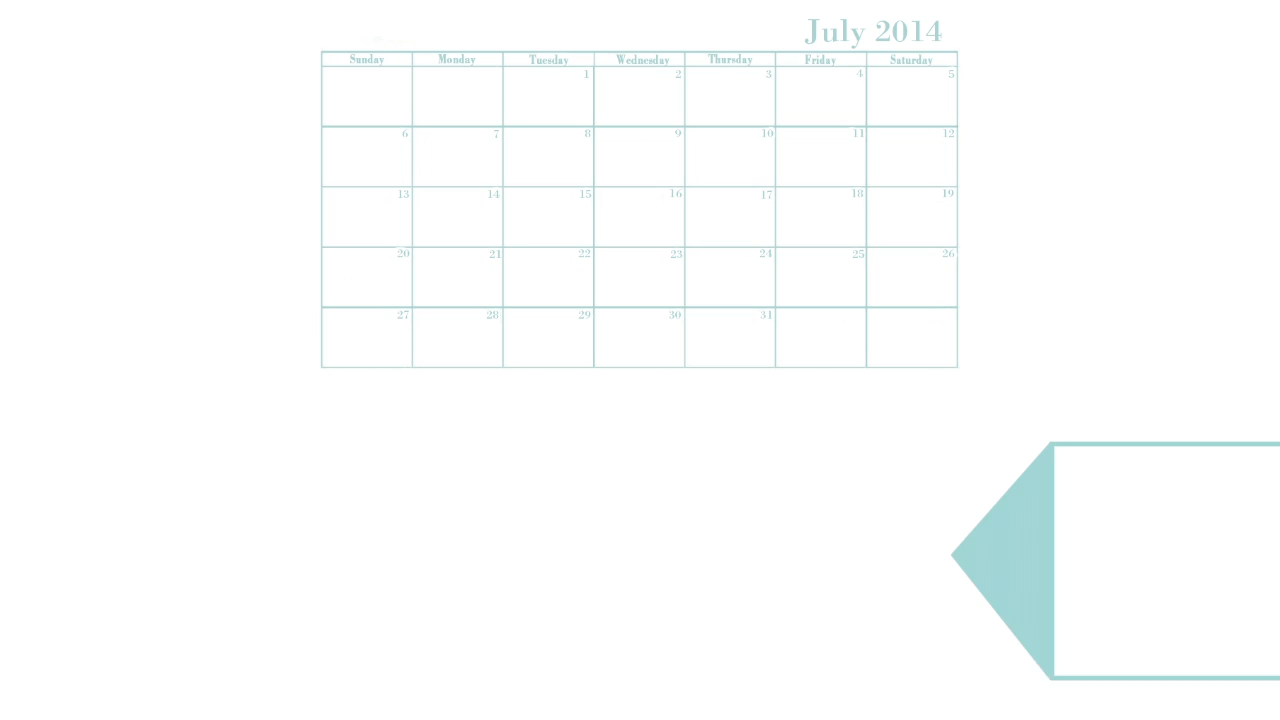 July 2014
Sunday Monday Tuesday Wednesday Thursday Friday Saturday
1 2 3 4 5
6 7 8 9 10 11 12
13 14 15 16 17 18 19
20 21 22 23 24 25 26
27 28 29 30 31